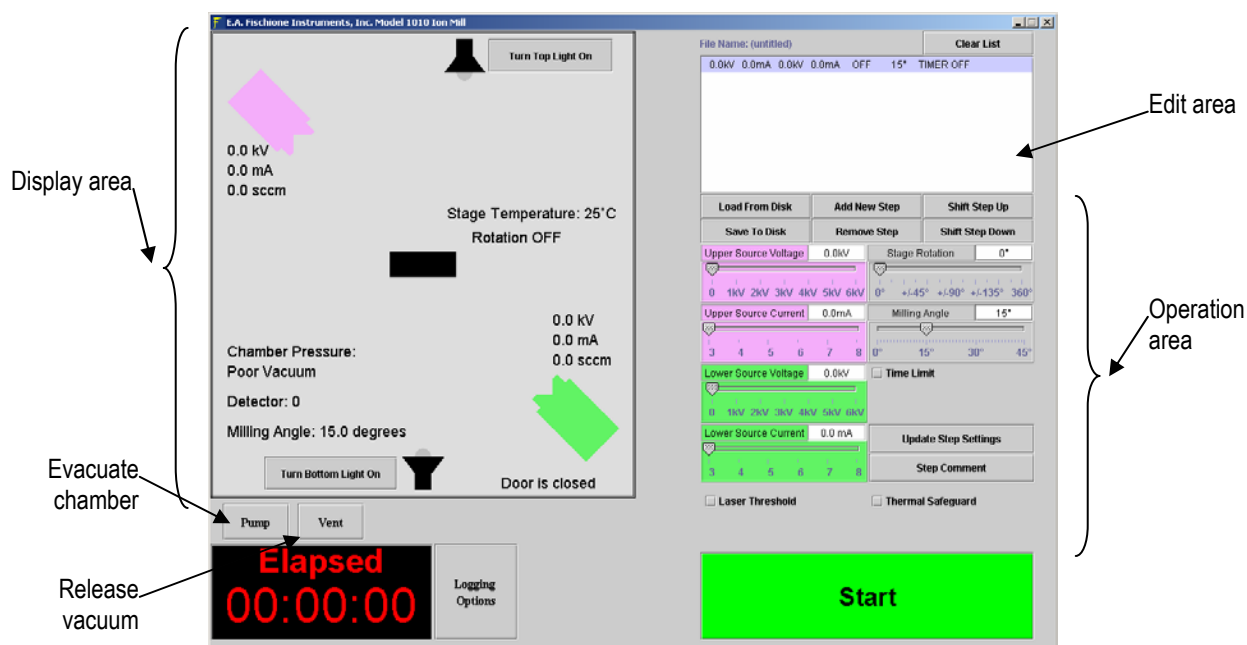 E.A. Fischione Instruments, Inc. Model 1010 Ion Mill
Turn Top Light On
0.0 kV
0.0 mA
0.0 sccm
Stage Temperature: 25°C
Rotation OFF
0.0 kV
0.0 mA
0.0 sccm
Chamber Pressure:
Poor Vacuum
Detector: 0
Milling Angle: 15.0 degrees
Turn Bottom Light On
Door is closed
Pump
Vent
Elapsed
00:00:00
Logging
Options
File Name: (untitled)
Clear List
0.0kV 0.0mA 0.0kV 0.0mA OFF 15° TIMER OFF
Load From Disk
Add New Step
Shift Step Up
Save To Disk
Remove Step
Shift Step Down
Upper Source Voltage 0.0kV
0 1kV 2kV 3kV 4kV 5kV 6kV
Stage Rotation 0°
0° +/-45° +/-90° +/-135° 360°
Upper Source Current 0.0mA
3 4 5 6 7 8
Milling Angle 15°
0° 15° 30° 45°
Lower Source Voltage 0.0kV
0 1kV 2kV 3kV 4kV 5kV 6kV
Time Limit
Lower Source Current 0.0 mA
3 4 5 6 7 8
Update Step Settings
Step Comment
Laser Threshold
Thermal Safeguard
Start
Display area
Evacuate
chamber
Release
vacuum
Edit area
Operation
area